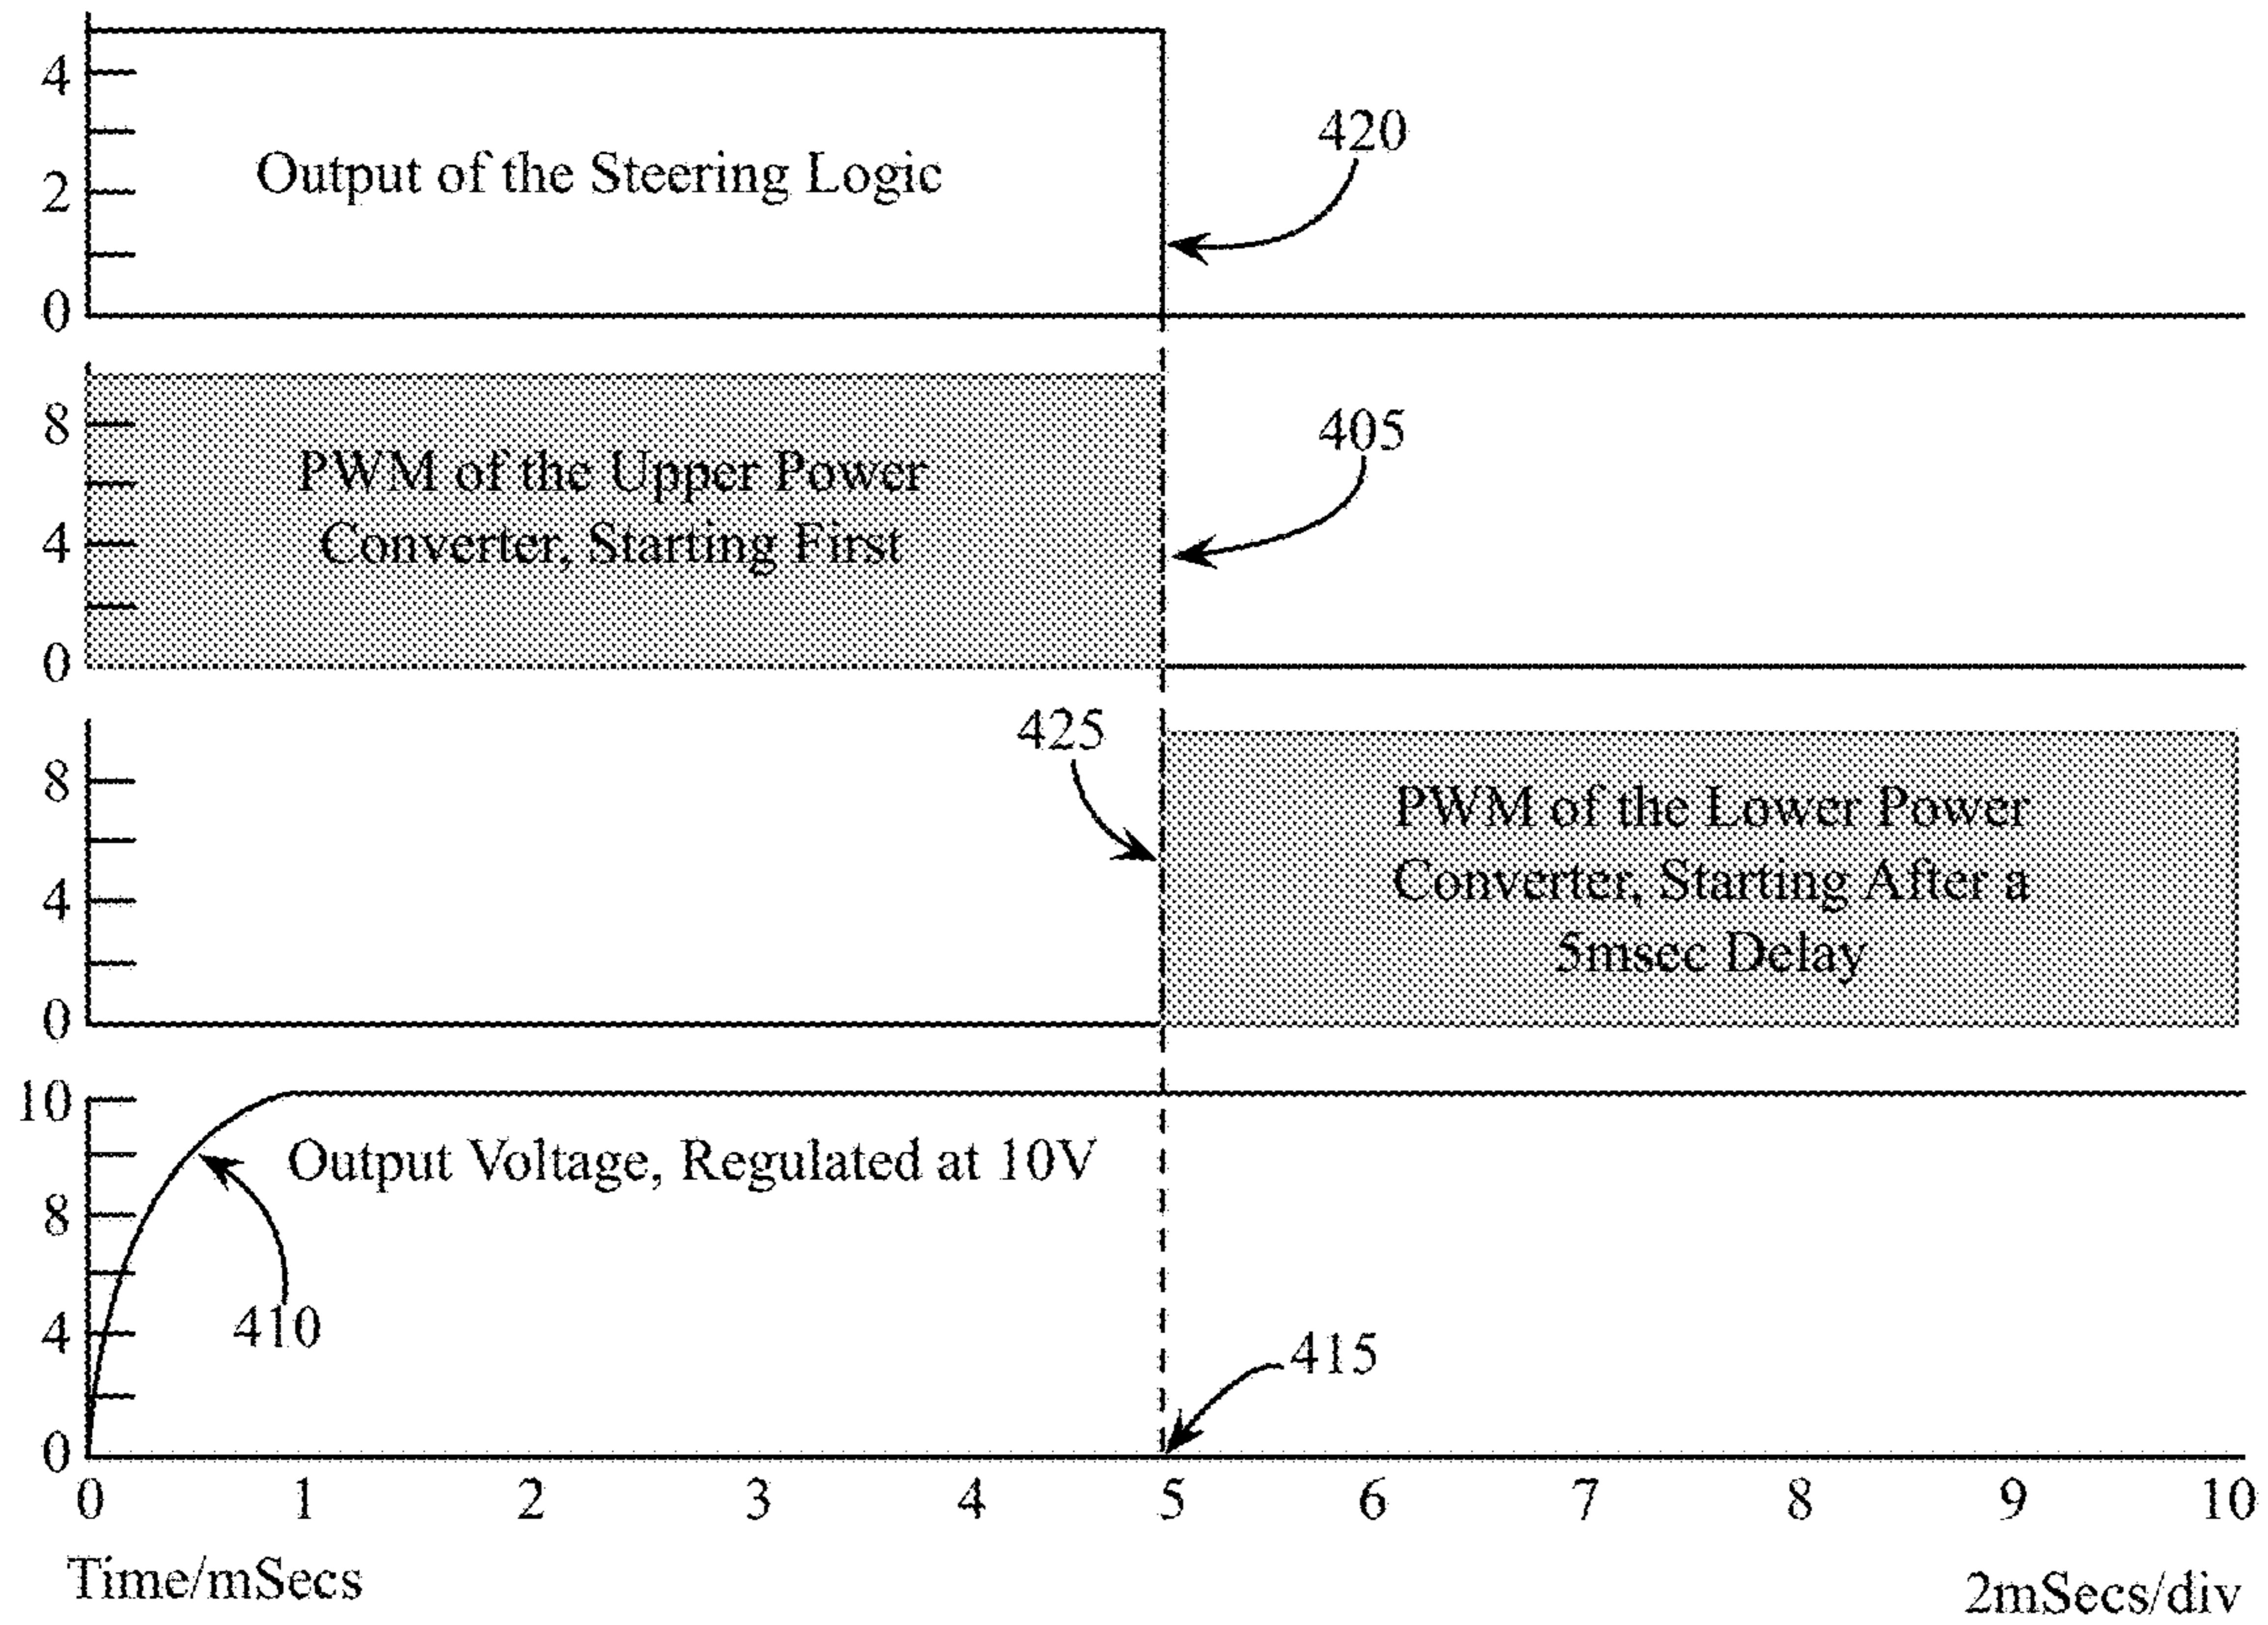 4
2
0
Output of the Steering Logic
420
8
4
0
PWM of the Upper Power
Converter, Starting First
405
8
4
0
425
PWM of the Lower Power
Converter, Starting After a
5msec Delay
10
8
4
0
Output Voltage, Regulated at 10V
410
415
0 1 2 3 4 5 6 7 8 9 10
Time/mSecs
2mSecs/div